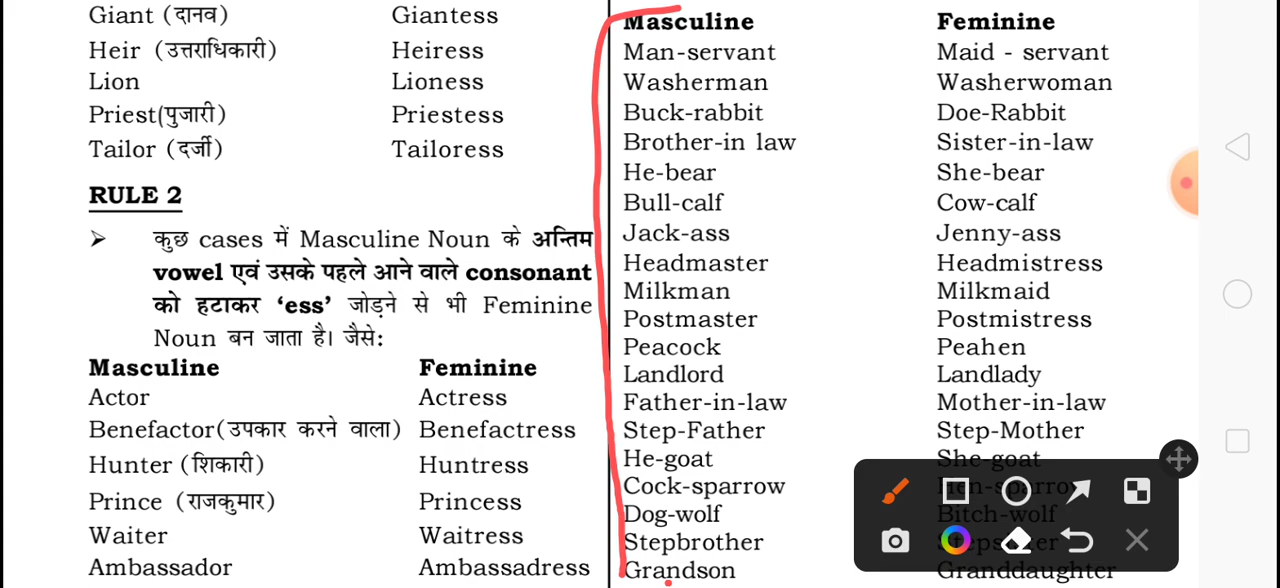 Giant (दानव) Giantess
Heir (उत्तराधिकारी) Heiress
Lion Lioness
Priest(पुजारी) Priestess
Tailor (दर्जी) Tailoress
RULE 2
➢ कुछ cases में Masculine Noun के अन्तिम
vowel एवं उसके पहले आने वाले consonant
को हटाकर ‘ess’ जोड़ने से भी Feminine
Noun बन जाता है। जैसे:
Masculine Feminine
Actor Actress
Benefactor(उपकार करने वाला) Benefactress
Hunter (शिकारी) Huntress
Prince (राजकुमार) Princess
Waiter Waitress
Ambassador Ambassadress
Masculine Feminine
Man-servant Maid - servant
Washerman Washerwoman
Buck-rabbit Doe-Rabbit
Brother-in law Sister-in-law
He-bear She-bear
Bull-calf Cow-calf
Jack-ass Jenny-ass
Headmaster Headmistress
Milkman Milkmaid
Postmaster Postmistress
Peacock Peahen
Landlord Landlady
Father-in-law Mother-in-law
Step-Father Step-Mother
He-goat She-goat
Cock-sparrow Hen-sparrow
Dog-wolf Bitch-wolf
Stepbrother
Grandson Granddaughter